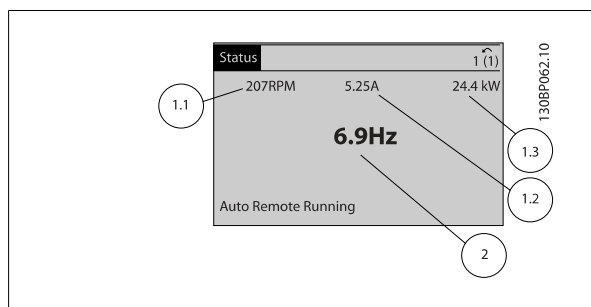 Status
1 (1)
207RPM 5.25A 24.4 kW
1.1
6.9Hz
1.3
1.2
Auto Remote Running
2
130BP062.10